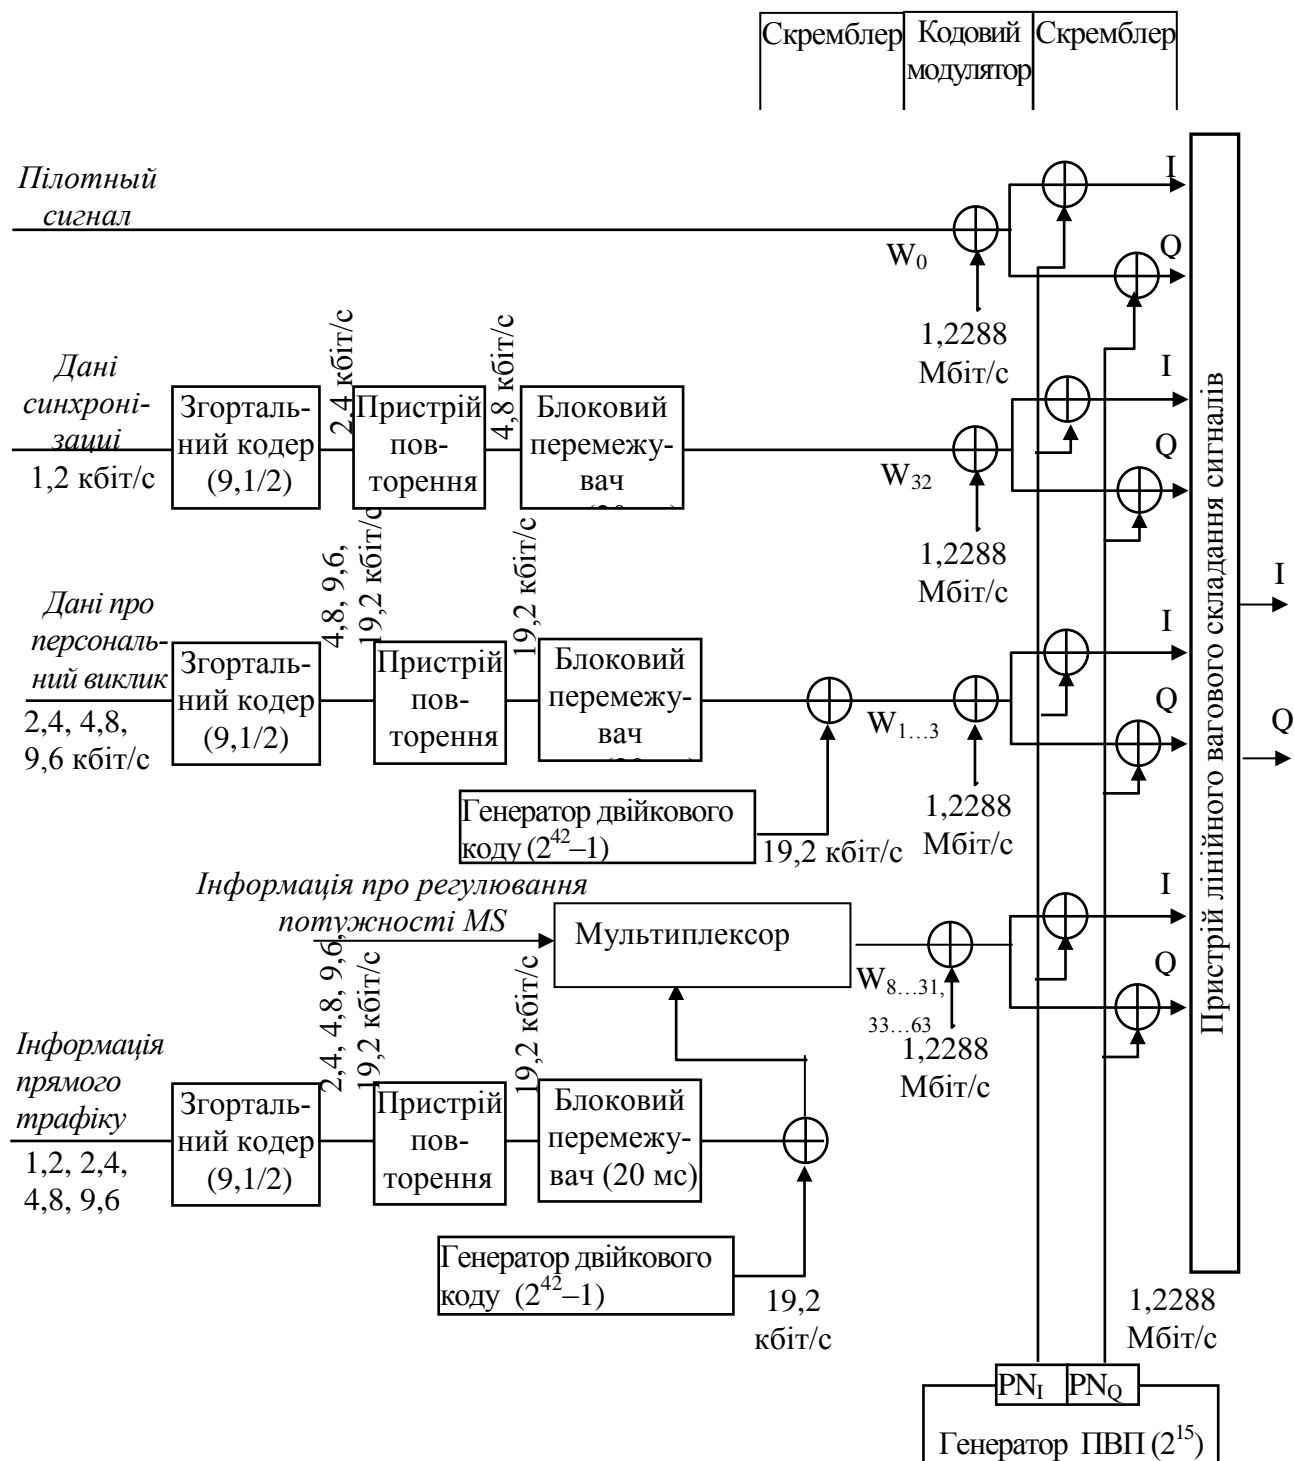 Скремблер
Кодовий
модулятор
Скремблер
Пілотный
сигнал
I
Q
W0
1,2288
Мбіт/с
Дані
синхроні-
зациі
1,2 кбіт/с
Згорталь-
ний кодер
(9,1/2)
2,4 кбіт/с
Пристрій
пов-
торення
4,8 кбіт/с
Блоковий
перемежу-
вач
W32
1,2288
Мбіт/с
I
Q
Дані про
персональ-
ний виклик
2,4, 4,8,
9,6 кбіт/с
Згорталь-
ний кодер
(9,1/2)
4,8, 9,6,
19,2 кбіт/с
Пристрій
пов-
торення
19,2 кбіт/с
Блоковий
перемежу-
вач
W1…3
1,2288
Мбіт/с
I
Q
Генератор двійкового
коду (2^42–1)
19,2 кбіт/с
Інформація про регулювання
потужності MS
Мультиплексор
W8…31,
33…63
1,2288
Мбіт/с
I
Q
Інформація
прямого
трафіку
1,2, 2,4,
4,8, 9,6
Згорталь-
ний кодер
(9,1/2)
2,4, 4,8, 9,6,
19,2 кбіт/с
Пристрій
пов-
торення
19,2 кбіт/с
Блоковий
перемежу-
вач (20 мс)
Генератор двійкового
коду (2^42–1)
19,2
кбіт/с
Пристрій лінійного вагового складання сигналів
I
Q
1,2288
Мбіт/с
PNI
PNQ
Генератор ПВП (2^15)